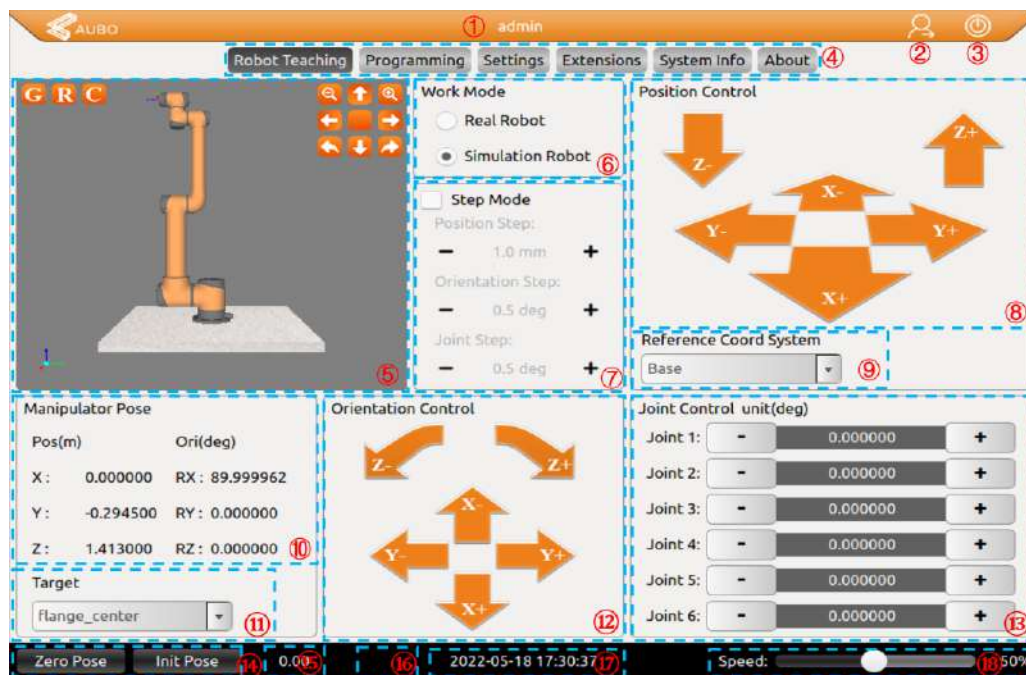 AUBO
① admin
② ③
Robot Teaching Programming Settings Extensions System Info About ④
G R C
⑤
Work Mode
Real Robot
Simulation Robot
⑥
Step Mode
Position Step:
- 1.0 mm +
Orientation Step:
- 0.5 deg +
Joint Step:
- 0.5 deg + ⑦
Position Control
Z- Z+
X-
Y- Y+
X+
⑧
Reference Coord System
Base ⑨
Manipulator Pose
Pos(m) Ori(deg)
X: 0.000000 RX: 89.999962
Y: -0.294500 RY: 0.000000
Z: 1.413000 RZ: 0.000000 ⑩
Target
flange_center ⑪
Orientation Control
Z- Z+
X-
Y- Y+
X+ ⑫
Joint Control unit(deg)
Joint 1: - 0.000000 +
Joint 2: - 0.000000 +
Joint 3: - 0.000000 +
Joint 4: - 0.000000 +
Joint 5: - 0.000000 +
Joint 6: - 0.000000 + ⑬
Zero Pose Init Pose ⑭ 0.00 ⑮ ⑯ 2022-05-18 17:30:37 ⑰ Speed: ⑱ 50%